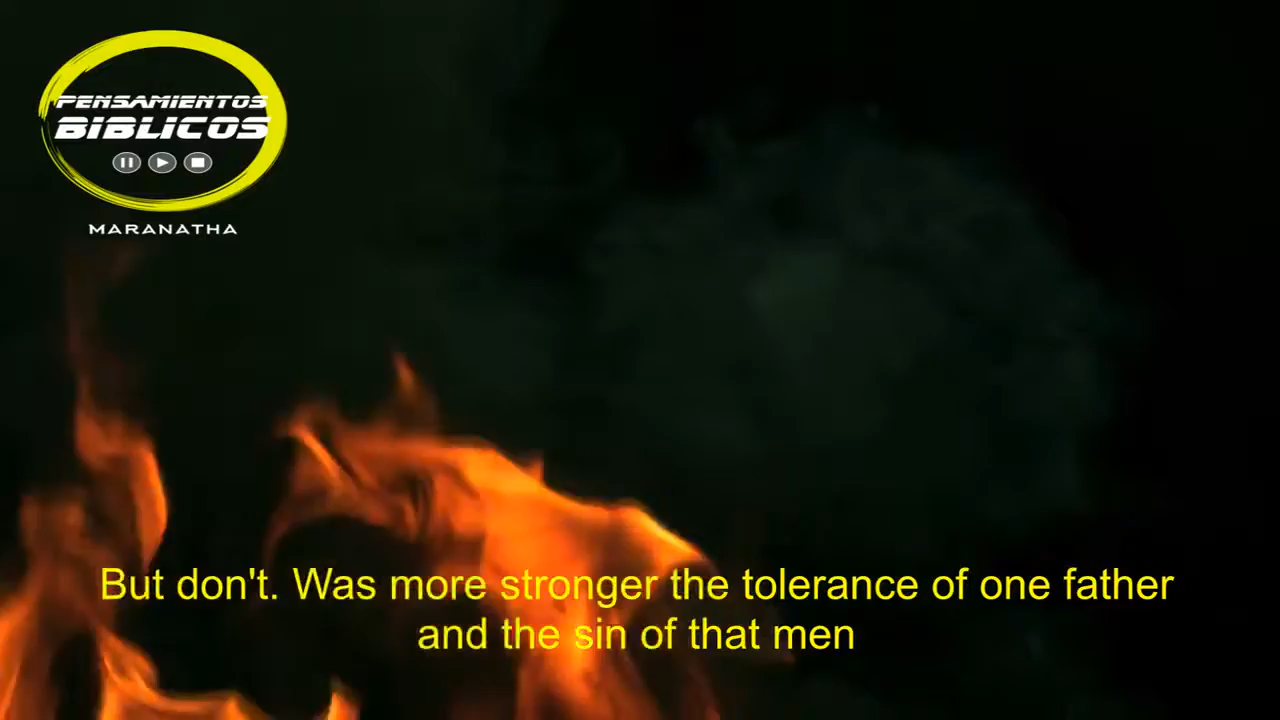 PENSAMIENTOS
BIBLICOS
MARANATHA
But don't. Was more stronger the tolerance of one father
and the sin of that men